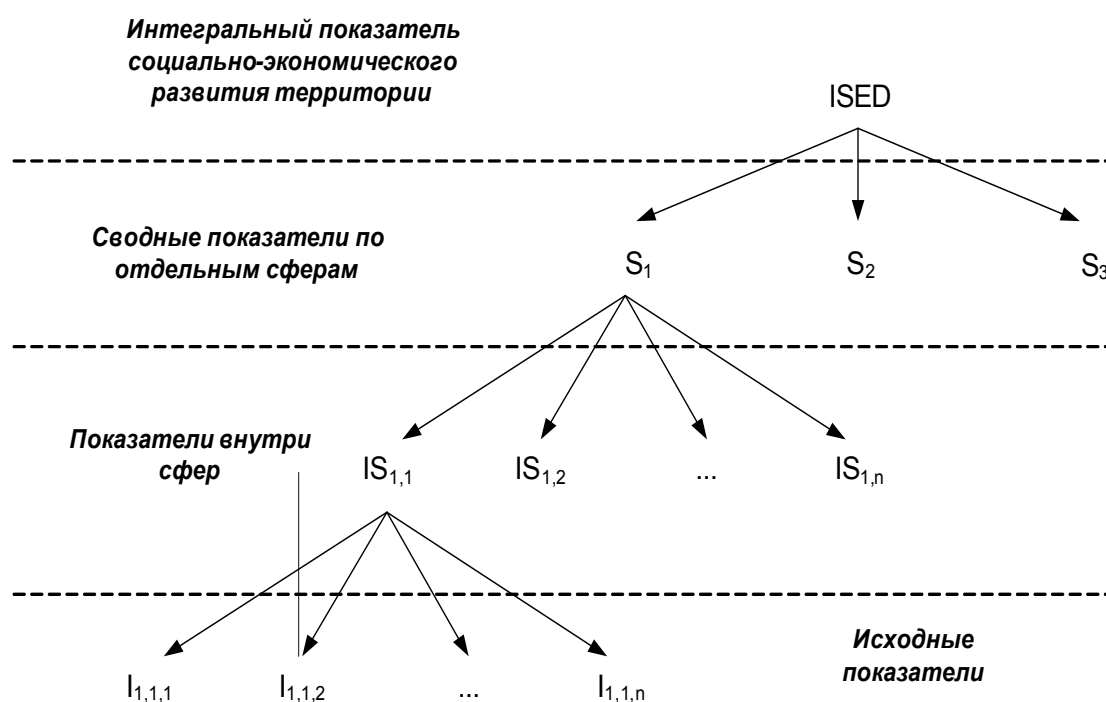 Интегральный показатель
социально-экономического
развития территории
ISED
Сводные показатели по
отдельным сферам
S₁ S₂ S₃
Показатели внутри
сфер
IS₁,₁ IS₁,₂ ... IS₁,ₙ
Исходные
показатели
I₁,₁,₁ I₁,₁,₂ ... I₁,₁,ₙ